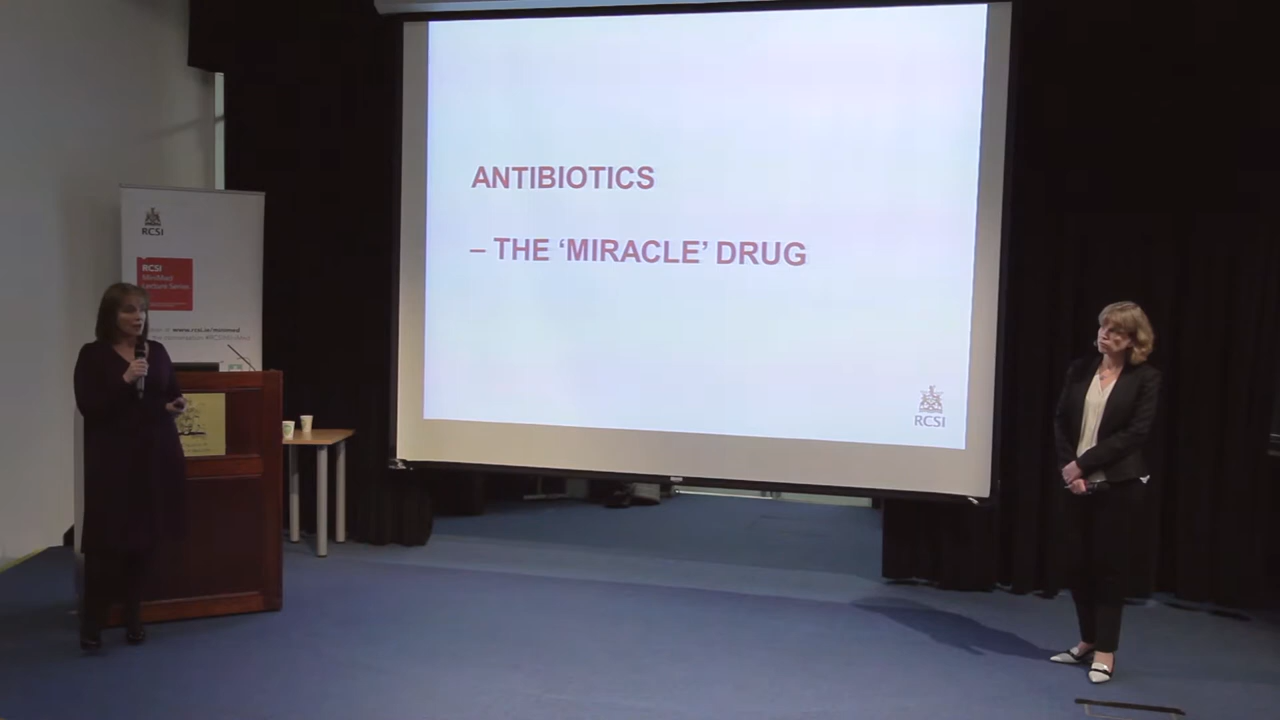 ANTIBIOTICS
– THE ‘MIRACLE’ DRUG
RCSI
RCSI
RCSI
MiniMed
Lecture Series
www.rcsi.ie/minimed